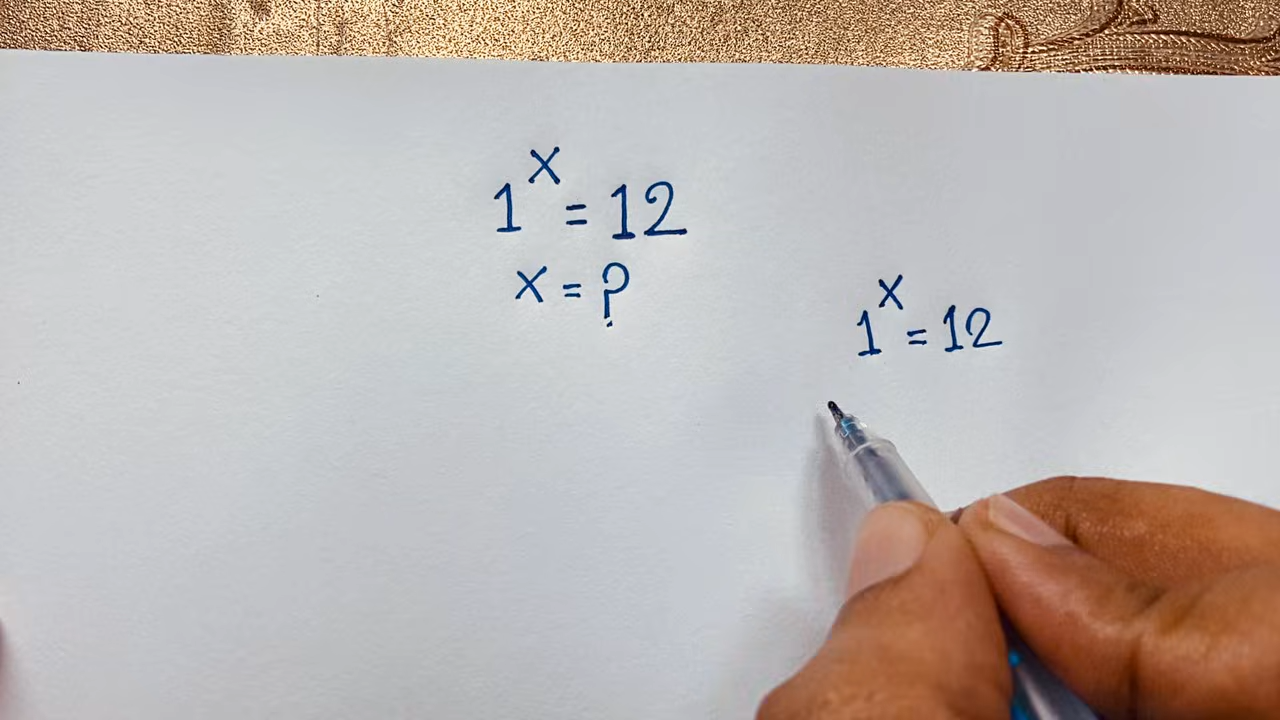 1^x = 12
x = ?
1^x = 12